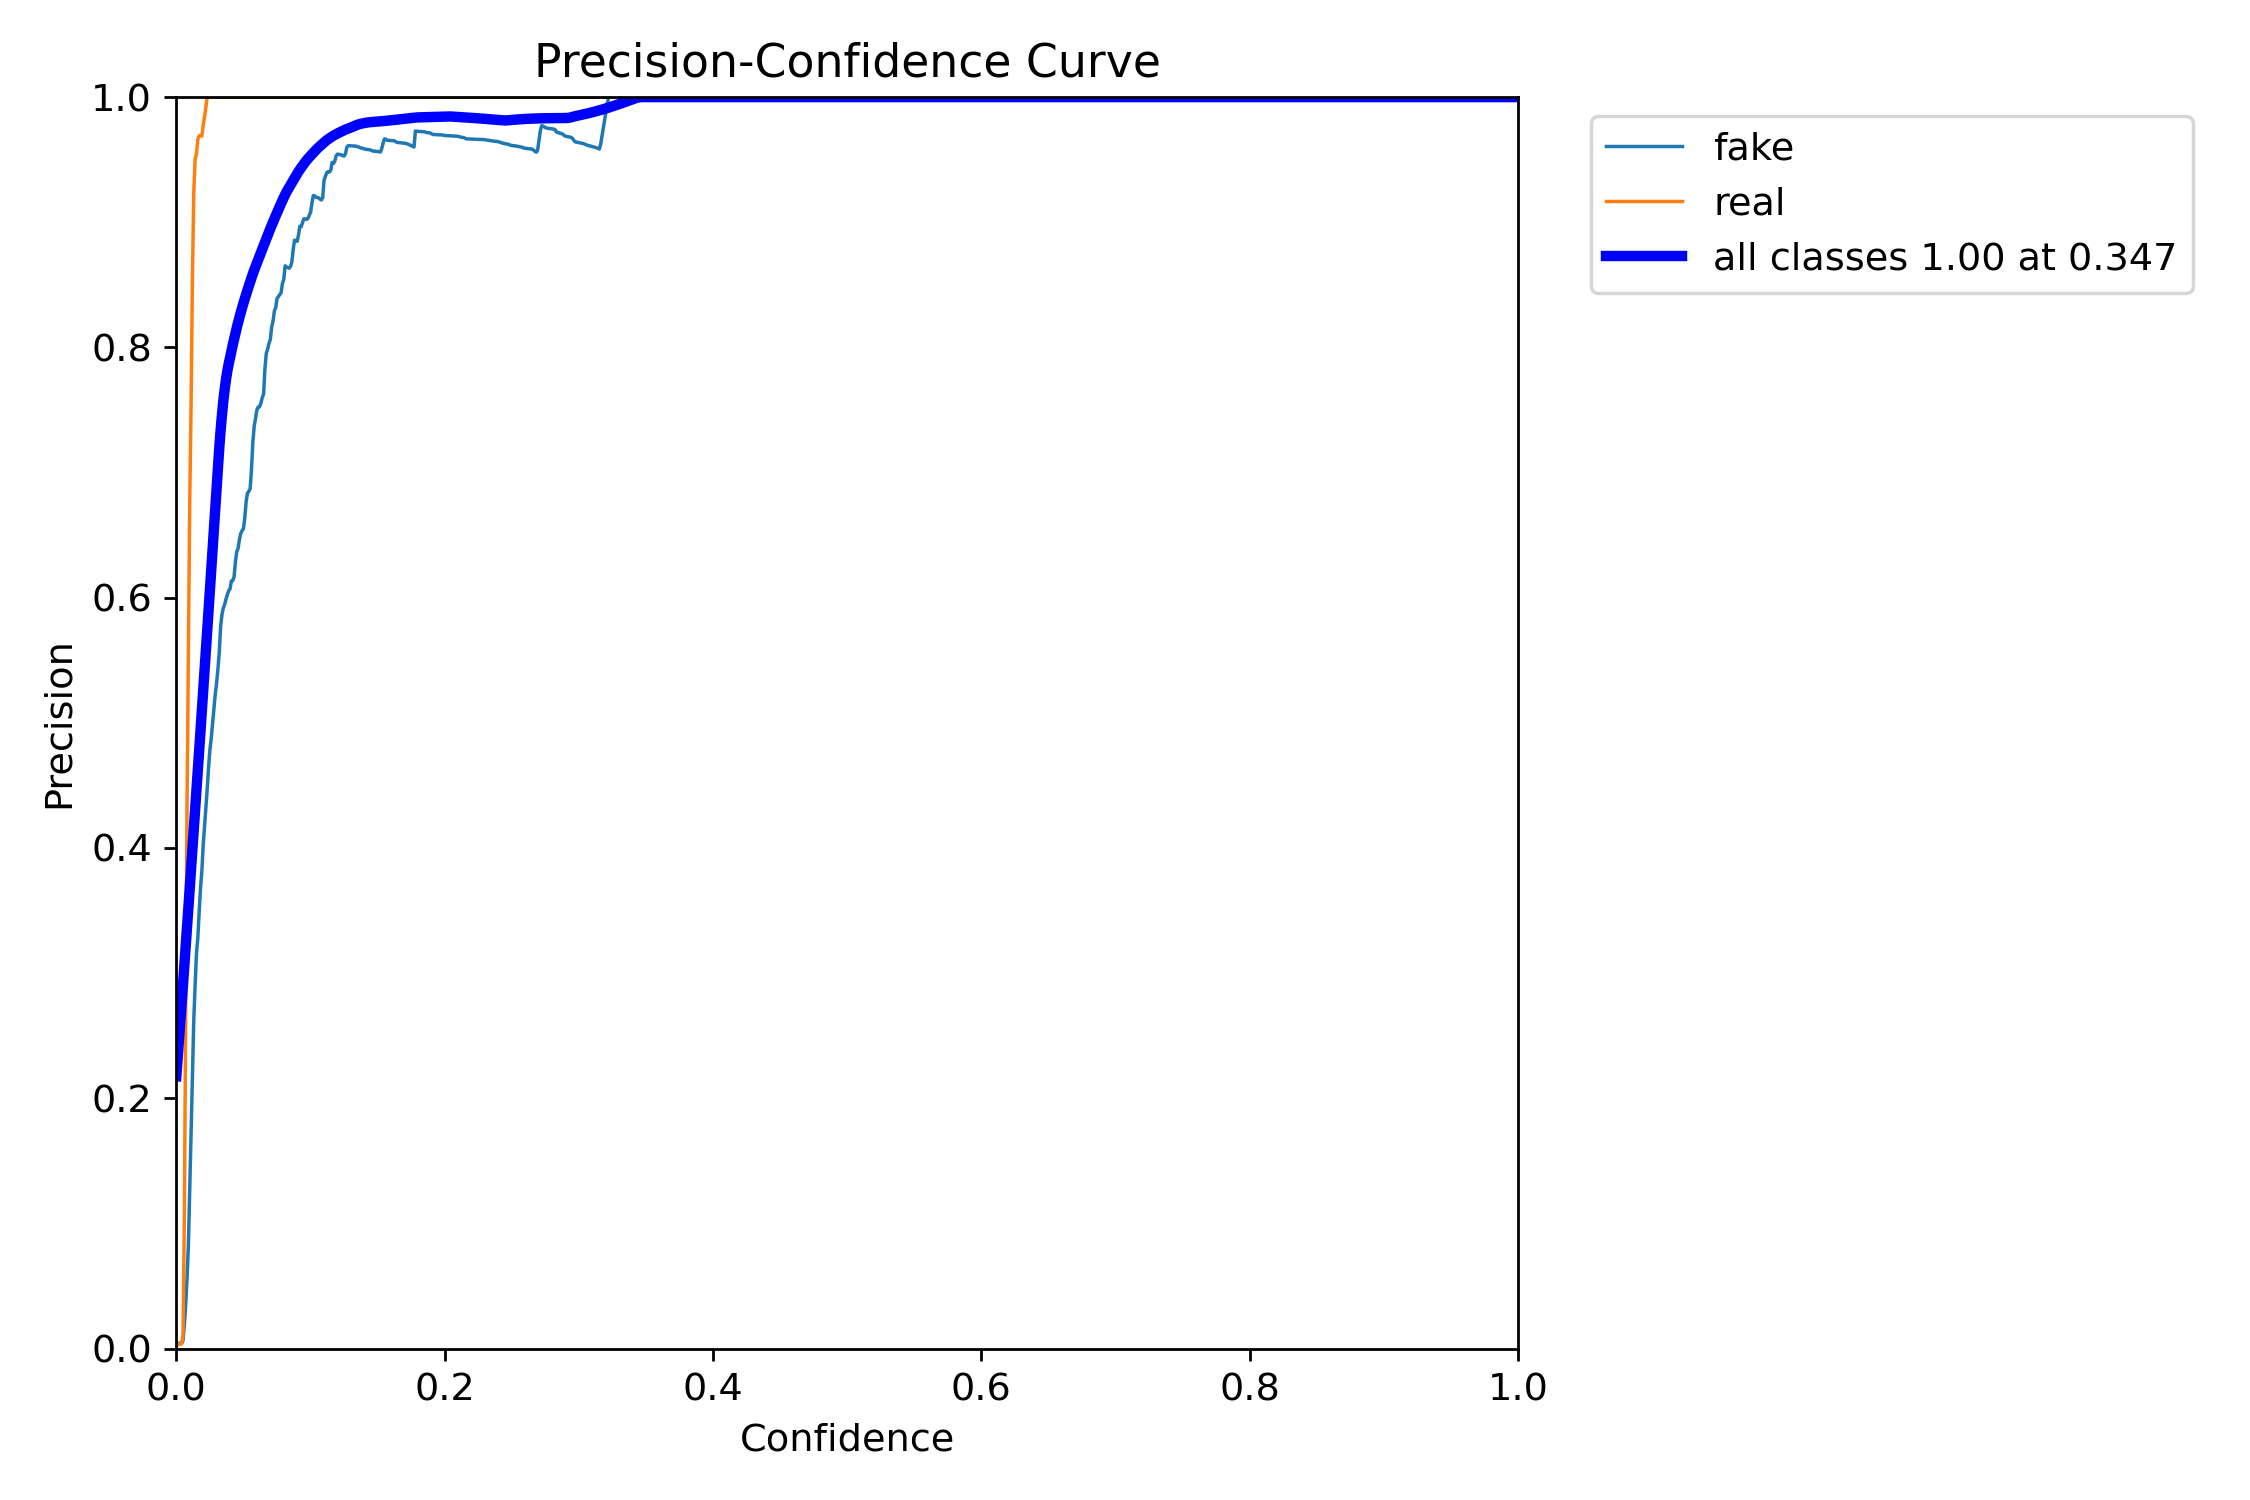 Precision-Confidence Curve
1.0
0.8
0.6
0.4
0.2
0.0
Precision
0.0 0.2 0.4 0.6 0.8 1.0
Confidence
fake
real
all classes 1.00 at 0.347